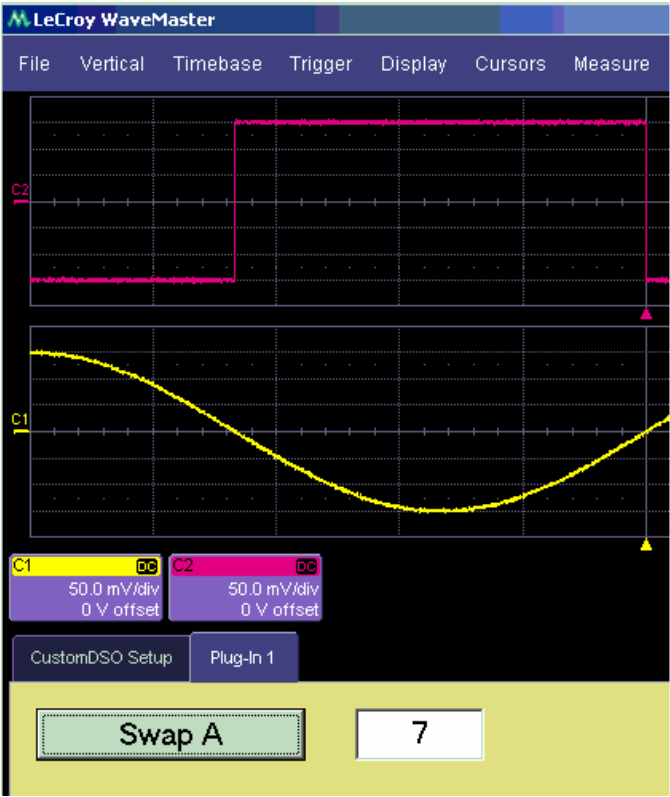 LeCroy WaveMaster
File Vertical Timebase Trigger Display Cursors Measure
C2
C1
C1 DC C2 DC
50.0 mV/div 50.0 mV/div
0 V offset 0 V offset
CustomDSO Setup Plug-In 1
Swap A 7